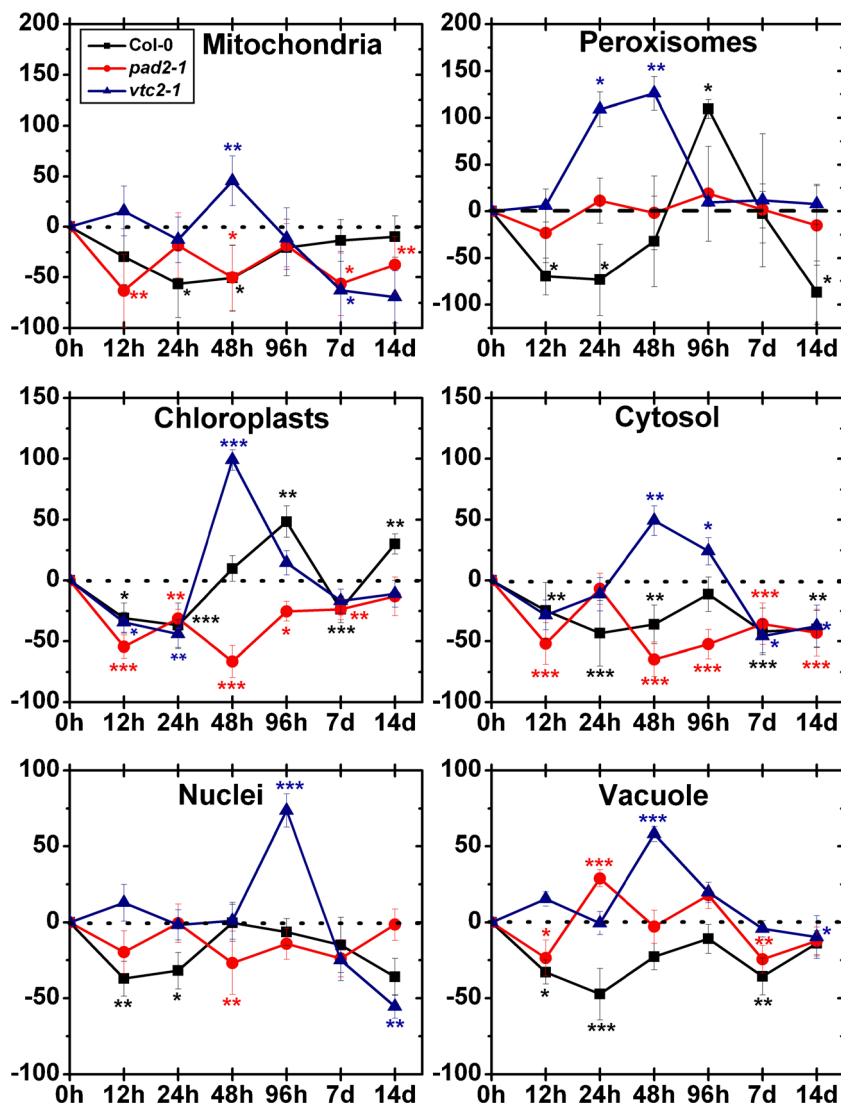 Mitochondria
Col-0
pad2-1
vtc2-1
200
150
100
50
0
-50
-100
** * ** * * ** * *
0h 12h 24h 48h 96h 7d 14d
Peroxisomes
200
150
100
50
0
-50
-100
* ** * * * *
0h 12h 24h 48h 96h 7d 14d
Chloroplasts
150
100
50
0
-50
-100
*** ** ** * ** *** * *** ** *** * *** **
0h 12h 24h 48h 96h 7d 14d
Cytosol
150
100
50
0
-50
-100
** * ** ** *** ** *** *** *** *** * *** * ***
0h 12h 24h 48h 96h 7d 14d
Nuclei
100
50
0
-50
-100
*** ** * ** **
0h 12h 24h 48h 96h 7d 14d
Vacuole
100
50
0
-50
-100
*** *** * * *** ** ** *
0h 12h 24h 48h 96h 7d 14d